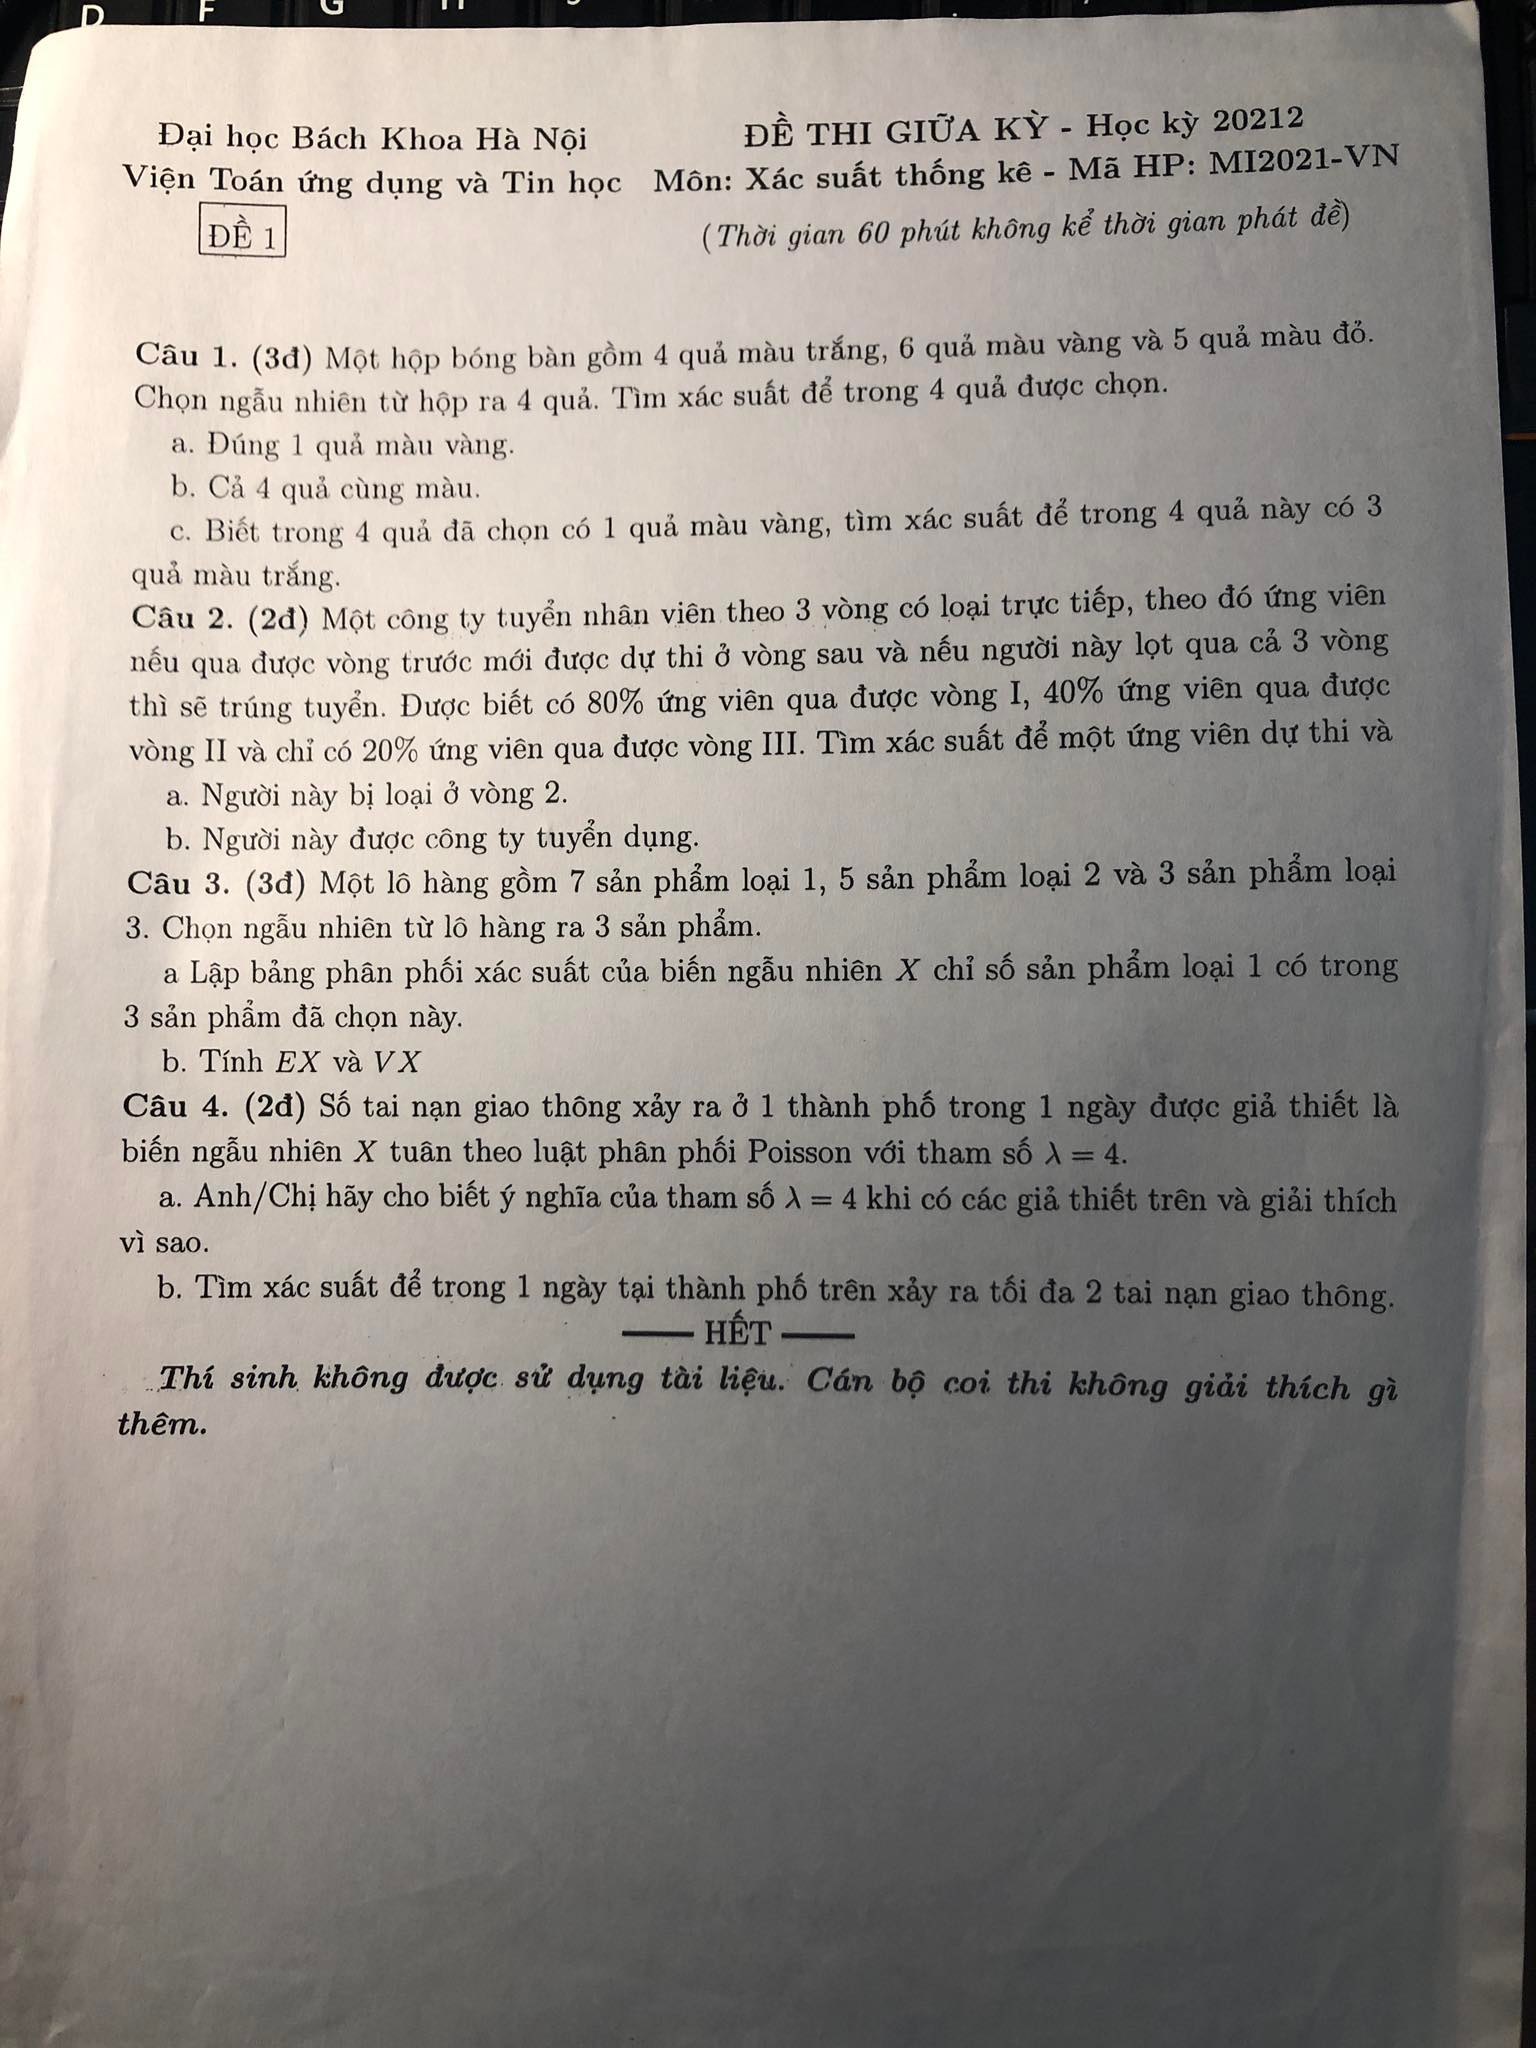 D F G H
Đại học Bách Khoa Hà Nội
Viện Toán ứng dụng và Tin học
ĐỀ 1
ĐỀ THI GIỮA KỲ - Học kỳ 20212
Môn: Xác suất thống kê - Mã HP: MI2021-VN
(Thời gian 60 phút không kể thời gian phát đề)
Câu 1. (3đ) Một hộp bóng bàn gồm 4 quả màu trắng, 6 quả màu vàng và 5 quả màu đỏ.
Chọn ngẫu nhiên từ hộp ra 4 quả. Tìm xác suất để trong 4 quả được chọn.
a. Đúng 1 quả màu vàng.
b. Cả 4 quả cùng màu.
c. Biết trong 4 quả đã chọn có 1 quả màu vàng, tìm xác suất để trong 4 quả này có 3
quả màu trắng.
Câu 2. (2đ) Một công ty tuyển nhân viên theo 3 vòng có loại trực tiếp, theo đó ứng viên
nếu qua được vòng trước mới được dự thi ở vòng sau và nếu người này lọt qua cả 3 vòng
thì sẽ trúng tuyển. Được biết có 80% ứng viên qua được vòng I, 40% ứng viên qua được
vòng II và chỉ có 20% ứng viên qua được vòng III. Tìm xác suất để một ứng viên dự thi và
a. Người này bị loại ở vòng 2.
b. Người này được công ty tuyển dụng.
Câu 3. (3đ) Một lô hàng gồm 7 sản phẩm loại 1, 5 sản phẩm loại 2 và 3 sản phẩm loại
3. Chọn ngẫu nhiên từ lô hàng ra 3 sản phẩm.
a Lập bảng phân phối xác suất của biến ngẫu nhiên X chỉ số sản phẩm loại 1 có trong
3 sản phẩm đã chọn này.
b. Tính EX và VX
Câu 4. (2đ) Số tai nạn giao thông xảy ra ở 1 thành phố trong 1 ngày được giả thiết là
biến ngẫu nhiên X tuân theo luật phân phối Poisson với tham số λ = 4.
a. Anh/Chị hãy cho biết ý nghĩa của tham số λ = 4 khi có các giả thiết trên và giải thích
vì sao.
b. Tìm xác suất để trong 1 ngày tại thành phố trên xảy ra tối đa 2 tai nạn giao thông.
—— HẾT ——
Thí sinh không được sử dụng tài liệu. Cán bộ coi thi không giải thích gì
thêm.